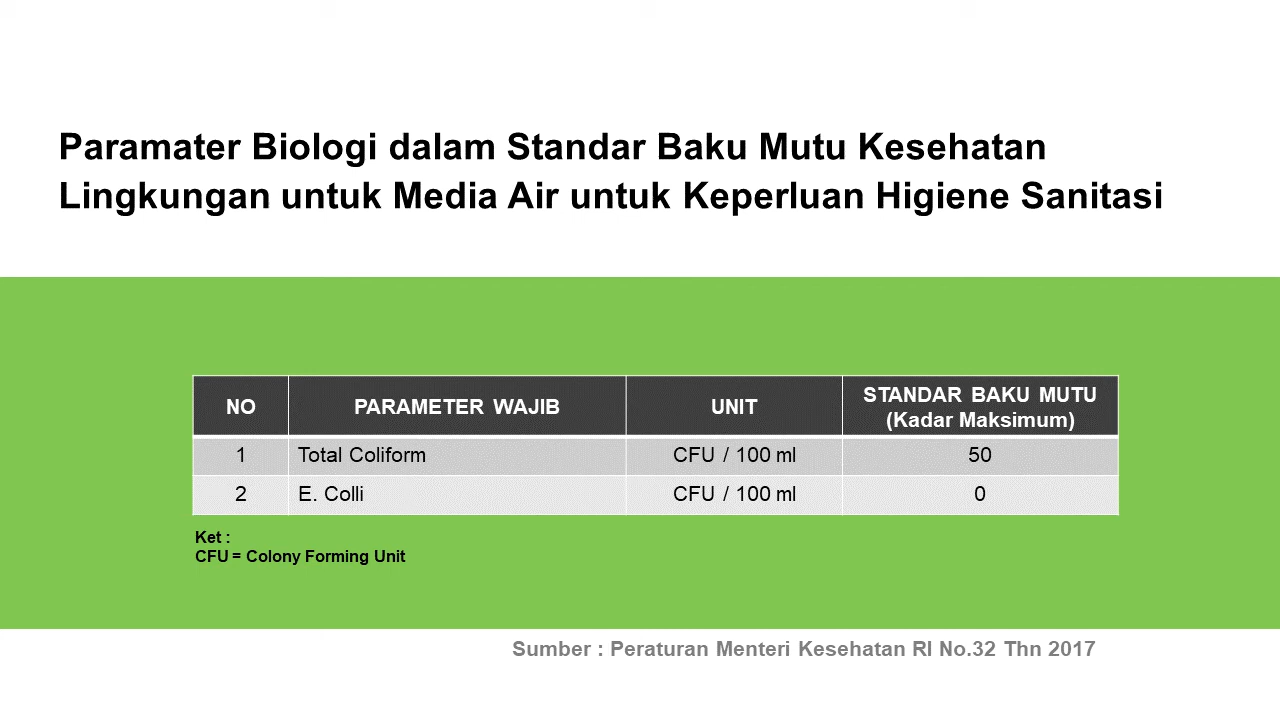 Paramater Biologi dalam Standar Baku Mutu Kesehatan
Lingkungan untuk Media Air untuk Keperluan Higiene Sanitasi
NO PARAMETER WAJIB UNIT STANDAR BAKU MUTU
(Kadar Maksimum)
1 Total Coliform CFU / 100 ml 50
2 E. Colli CFU / 100 ml 0
Ket :
CFU = Colony Forming Unit
Sumber : Peraturan Menteri Kesehatan RI No.32 Thn 2017